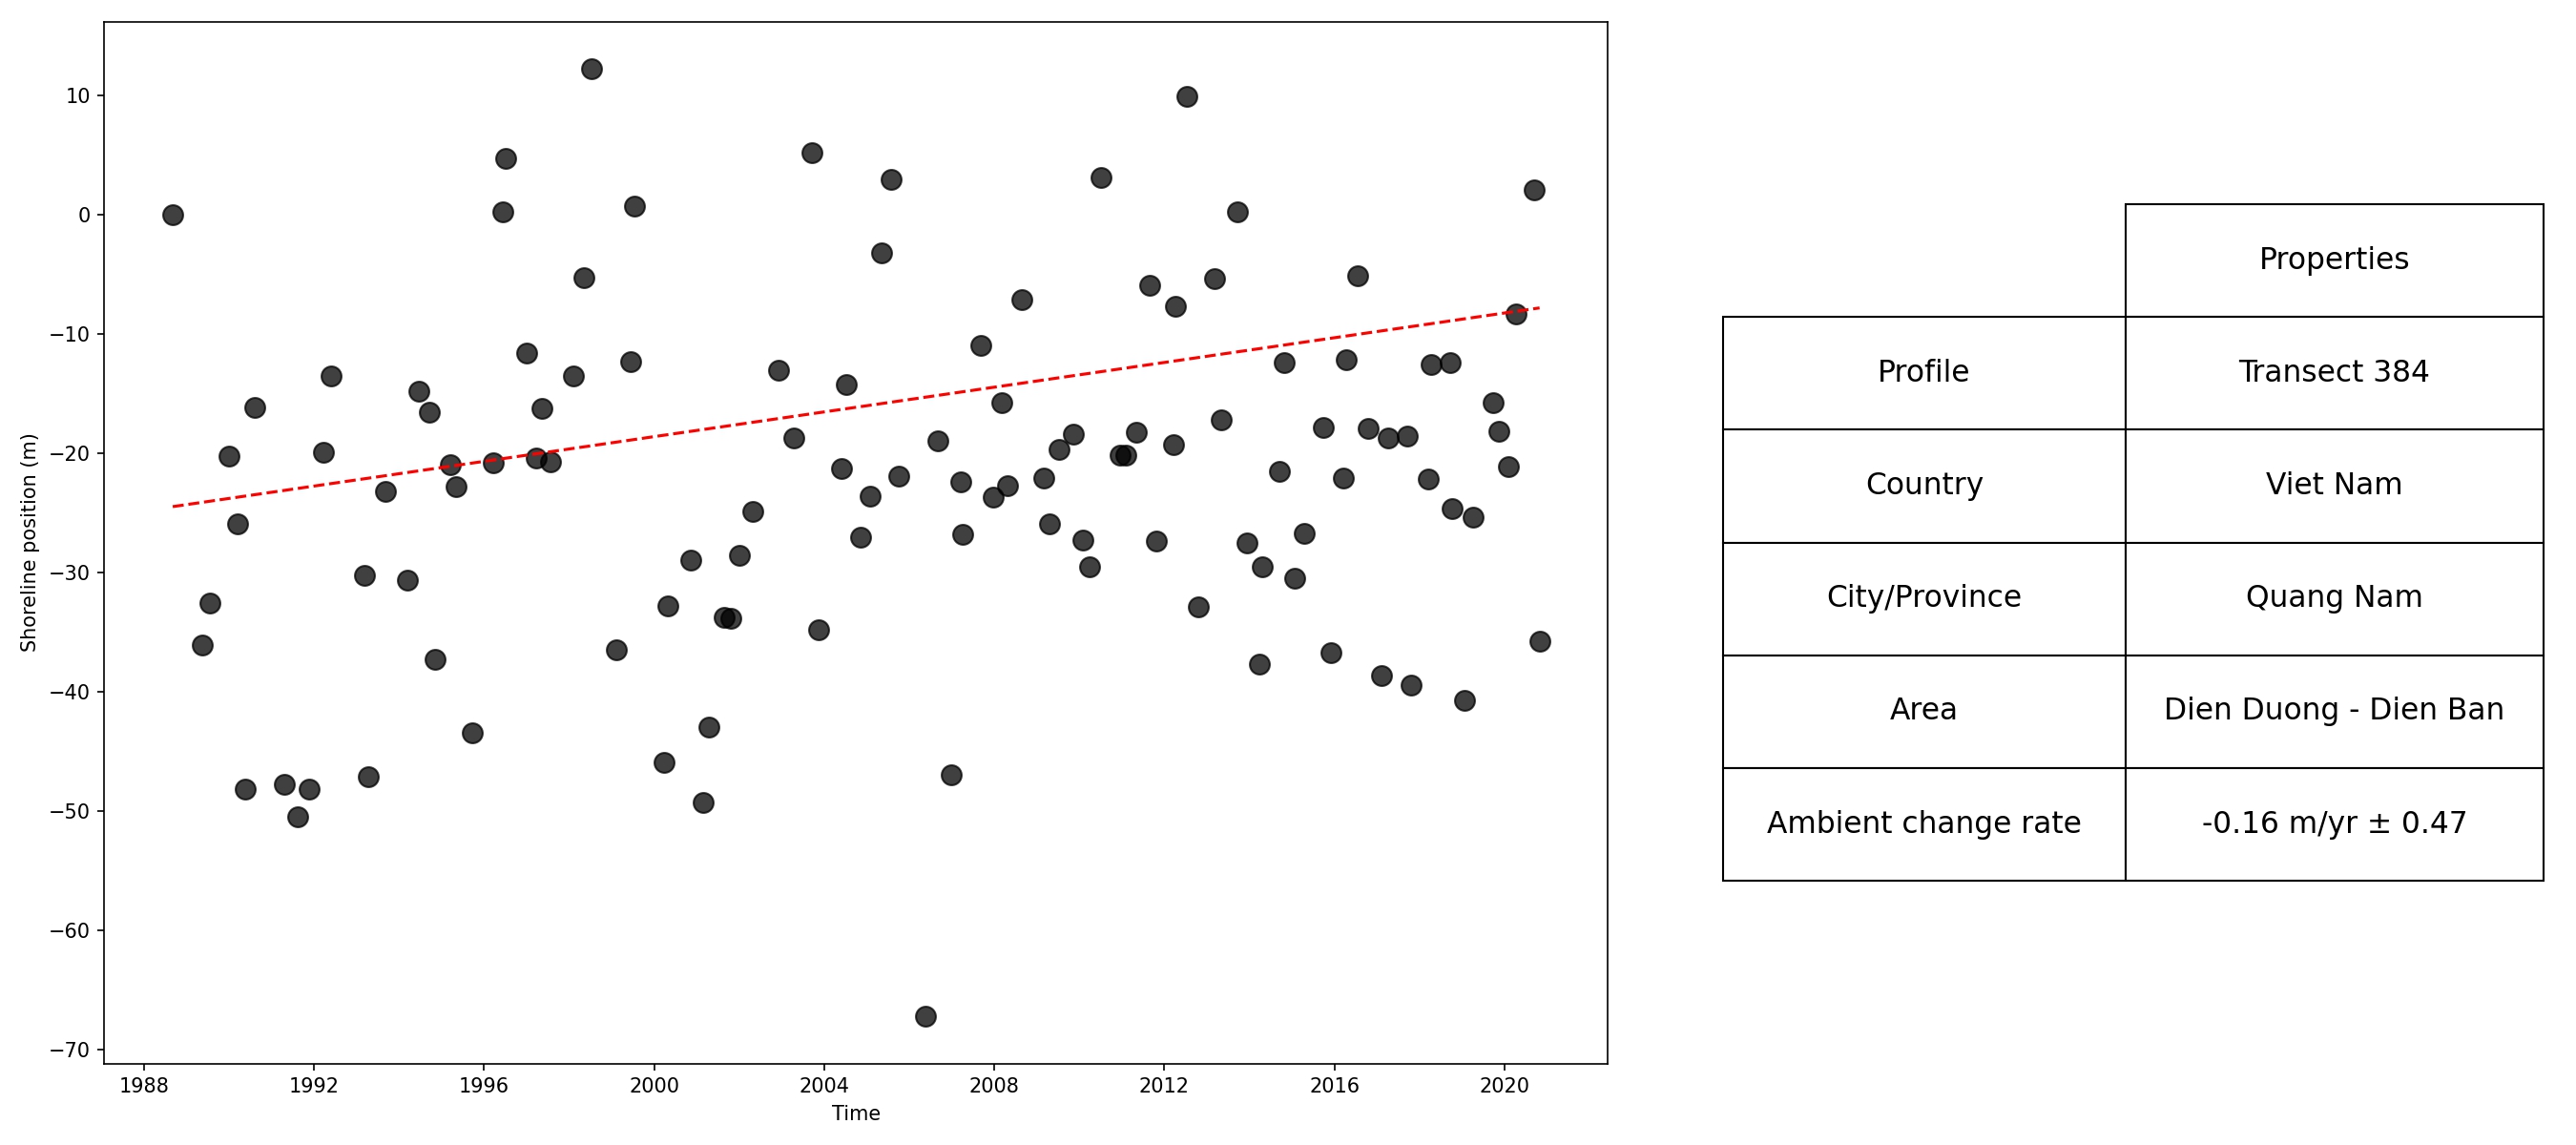 10
0
−10
−20
−30
−40
−50
−60
−70
Shoreline position (m)
1988 1992 1996 2000 2004 2008 2012 2016 2020
Time
Properties
Profile Transect 384
Country Viet Nam
City/Province Quang Nam
Area Dien Duong - Dien Ban
Ambient change rate -0.16 m/yr ± 0.47